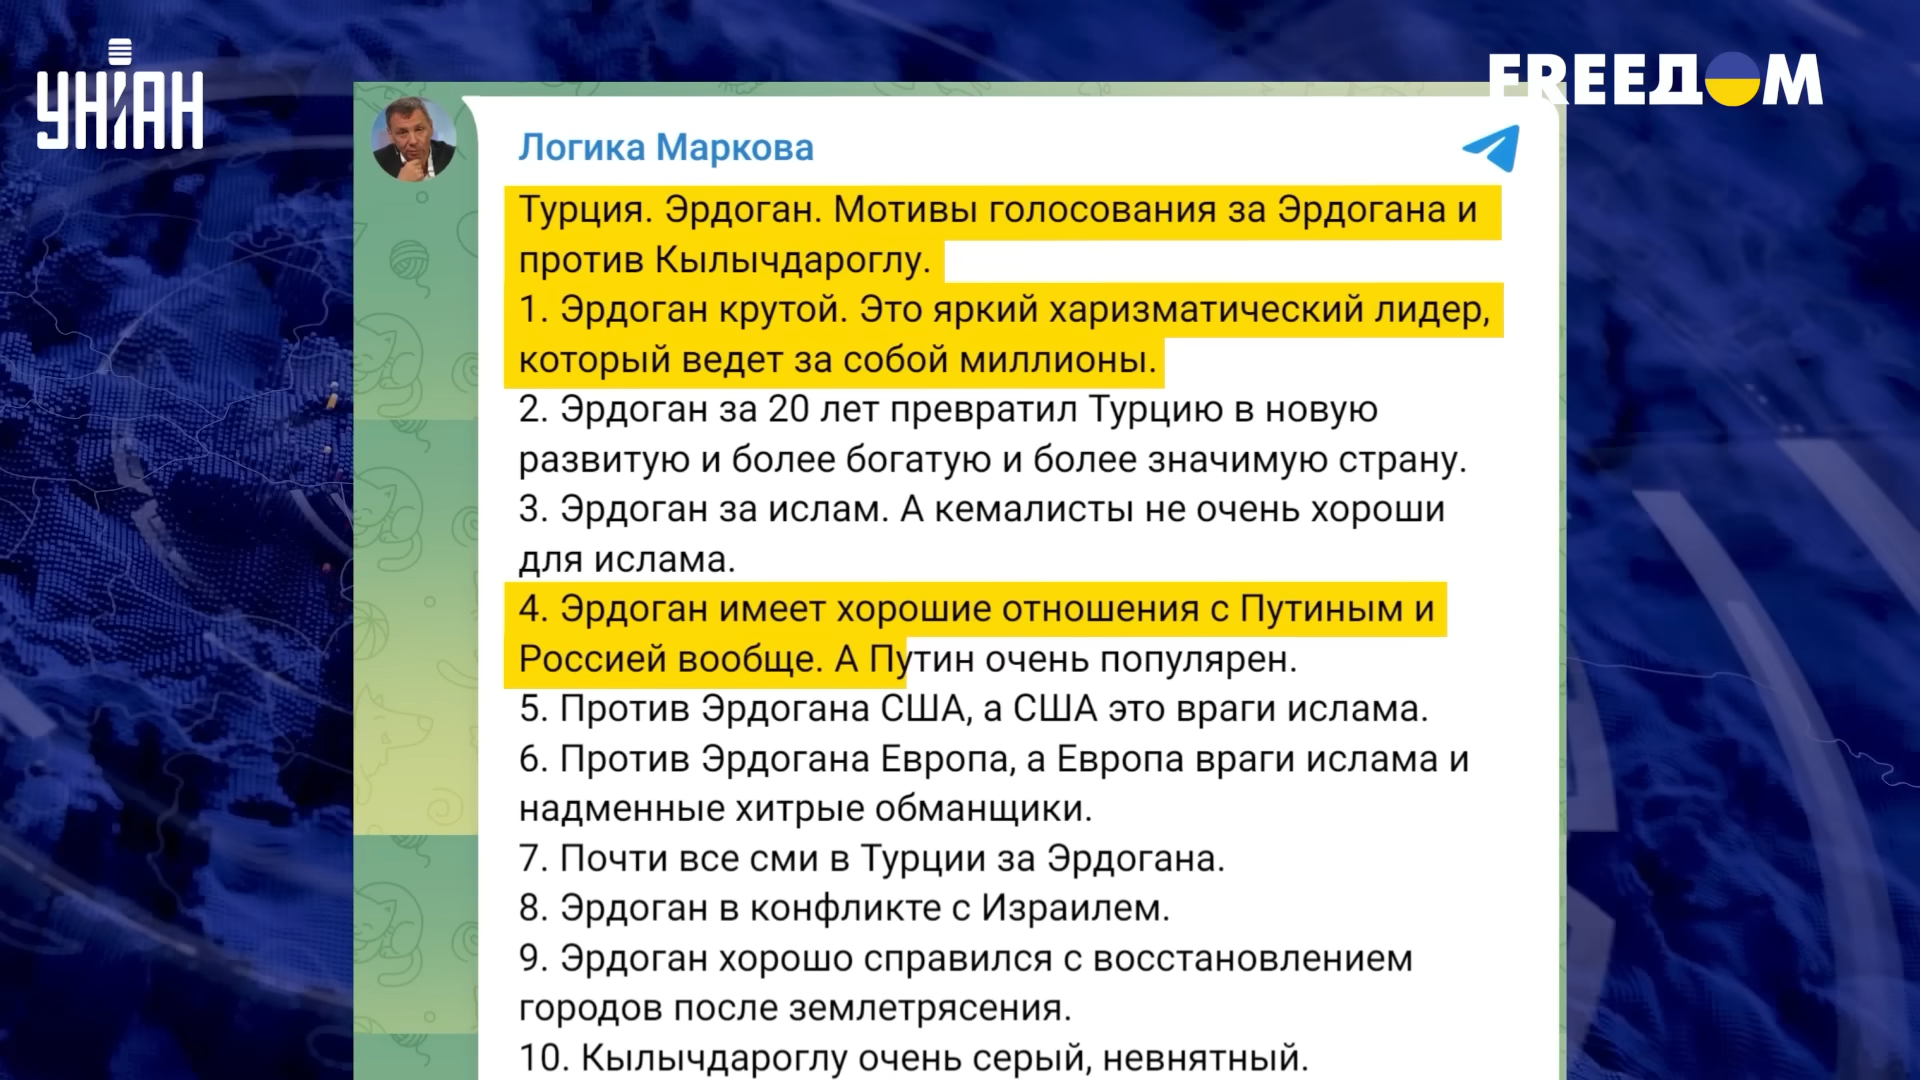 УНІАН
FREEДОМ
Логика Маркова
Турция. Эрдоган. Мотивы голосования за Эрдогана и
против Кылычдароглу.
1. Эрдоган крутой. Это яркий харизматический лидер,
который ведет за собой миллионы.
2. Эрдоган за 20 лет превратил Турцию в новую
развитую и более богатую и более значимую страну.
3. Эрдоган за ислам. А кемалисты не очень хороши
для ислама.
4. Эрдоган имеет хорошие отношения с Путиным и
Россией вообще. А Путин очень популярен.
5. Против Эрдогана США, а США это враги ислама.
6. Против Эрдогана Европа, а Европа враги ислама и
надменные хитрые обманщики.
7. Почти все сми в Турции за Эрдогана.
8. Эрдоган в конфликте с Израилем.
9. Эрдоган хорошо справился с восстановлением
городов после землетрясения.
10. Кылычдароглу очень серый, невнятный.